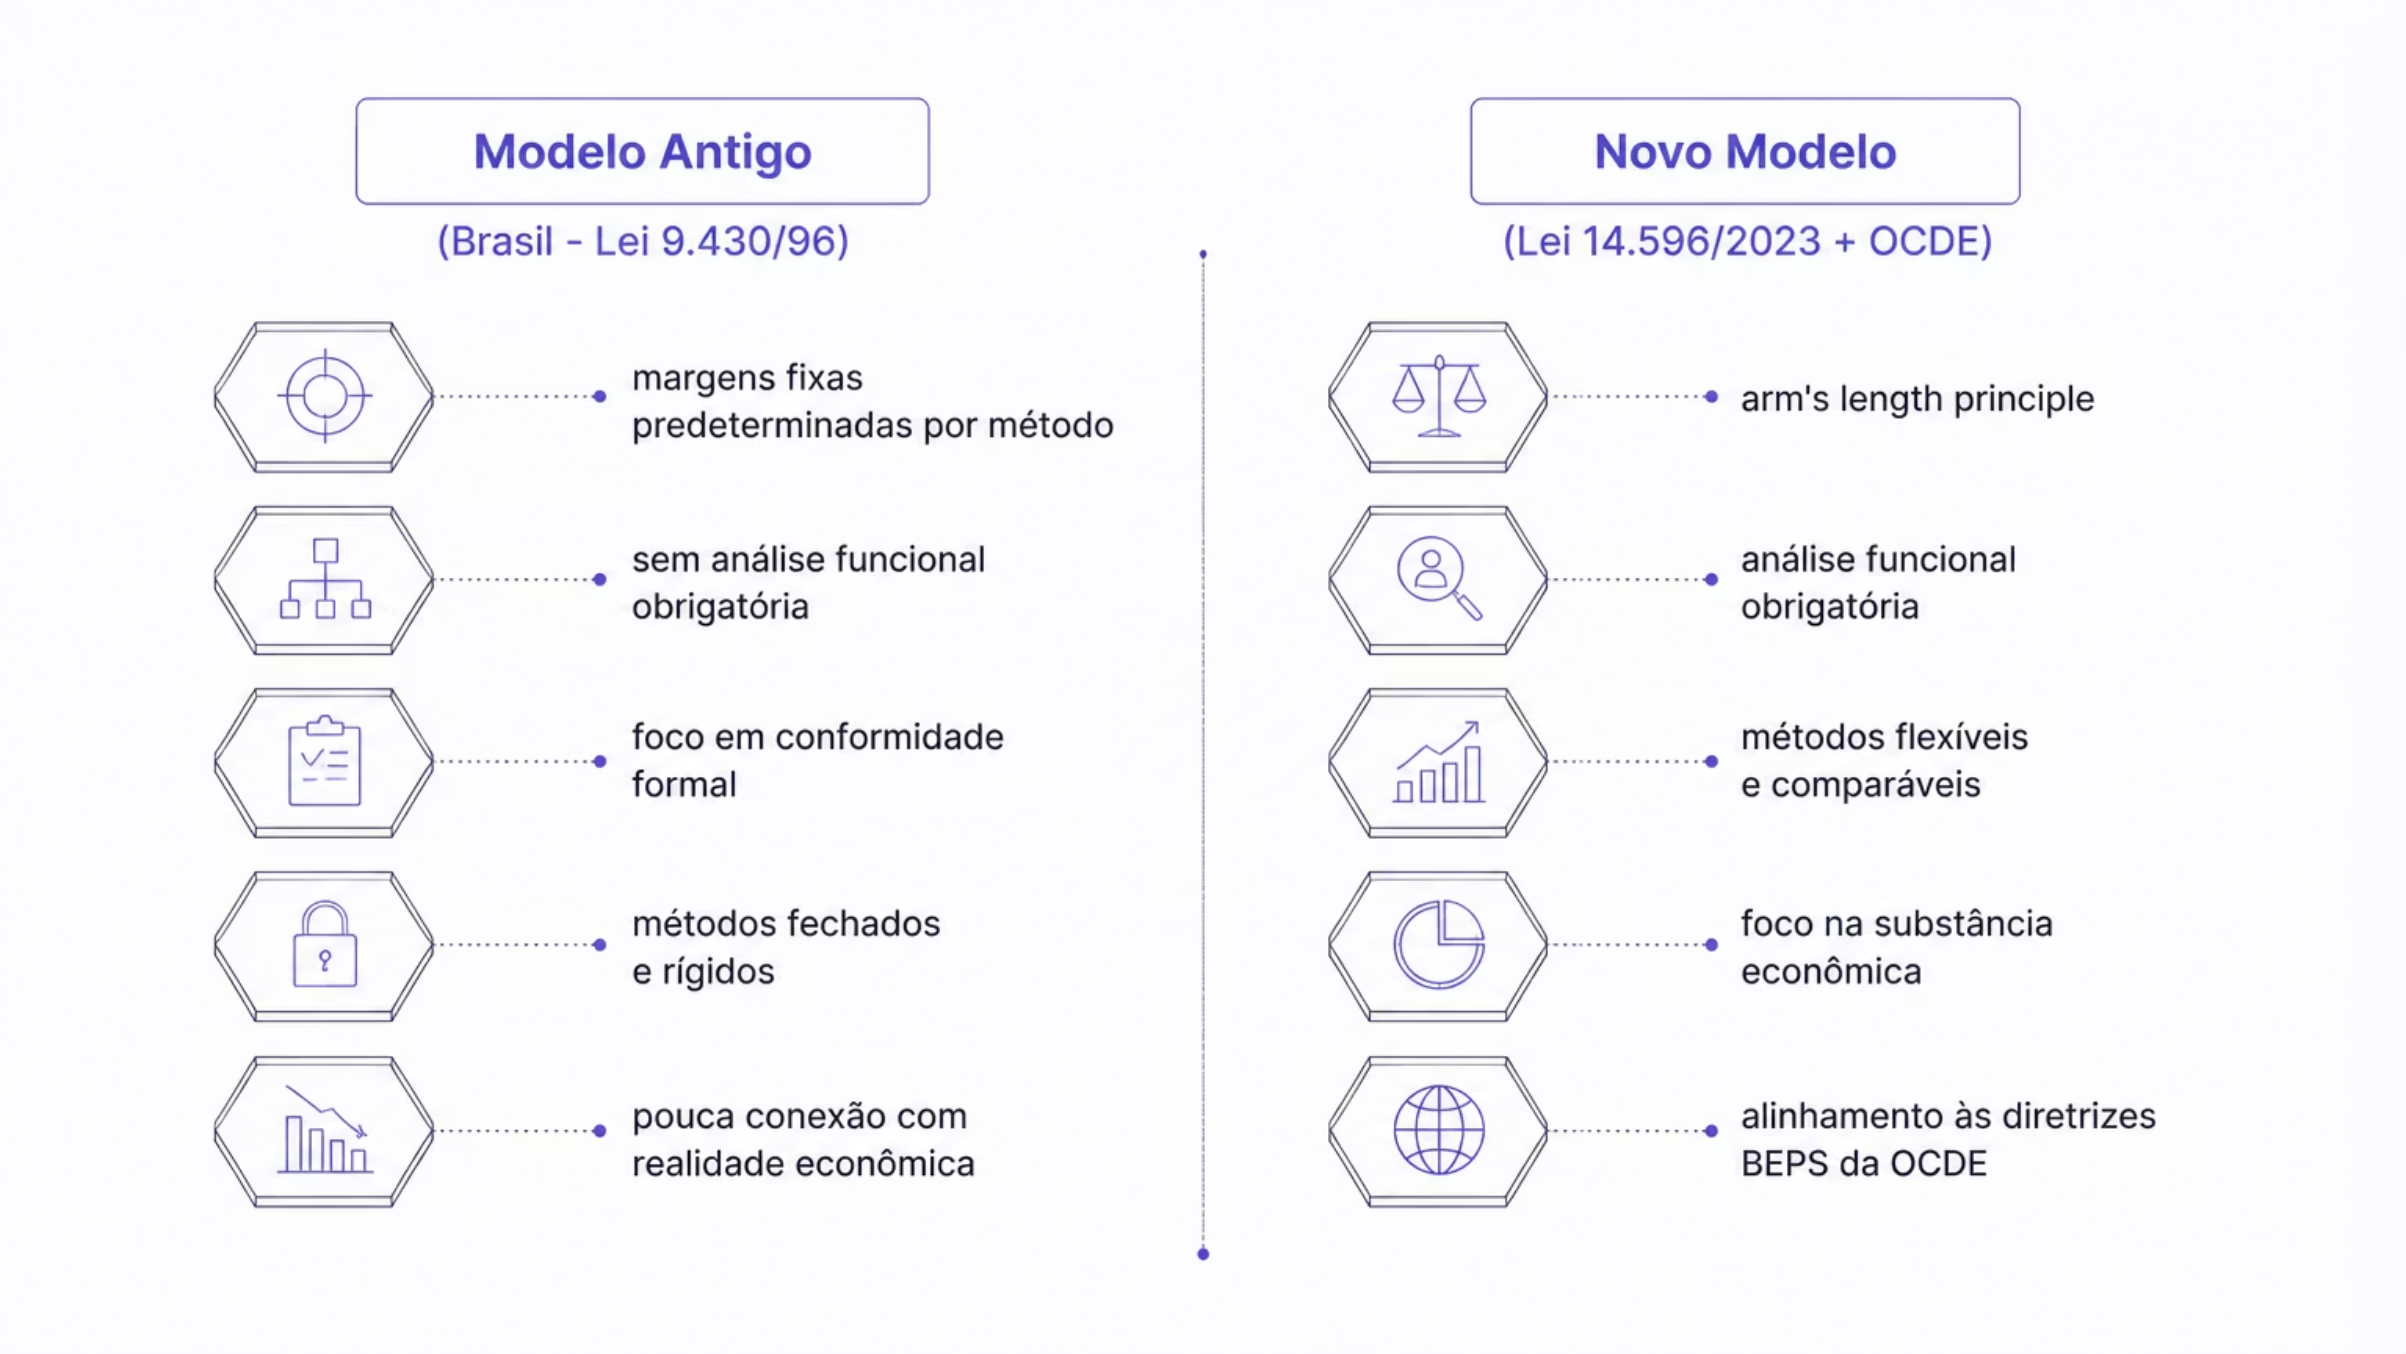 Modelo Antigo
(Brasil - Lei 9.430/96)
margens fixas
predeterminadas por método
sem análise funcional
obrigatória
foco em conformidade
formal
métodos fechados
e rígidos
pouca conexão com
realidade econômica
Novo Modelo
(Lei 14.596/2023 + OCDE)
arm's length principle
análise funcional
obrigatória
métodos flexíveis
e comparáveis
foco na substância
econômica
alinhamento às diretrizes
BEPS da OCDE